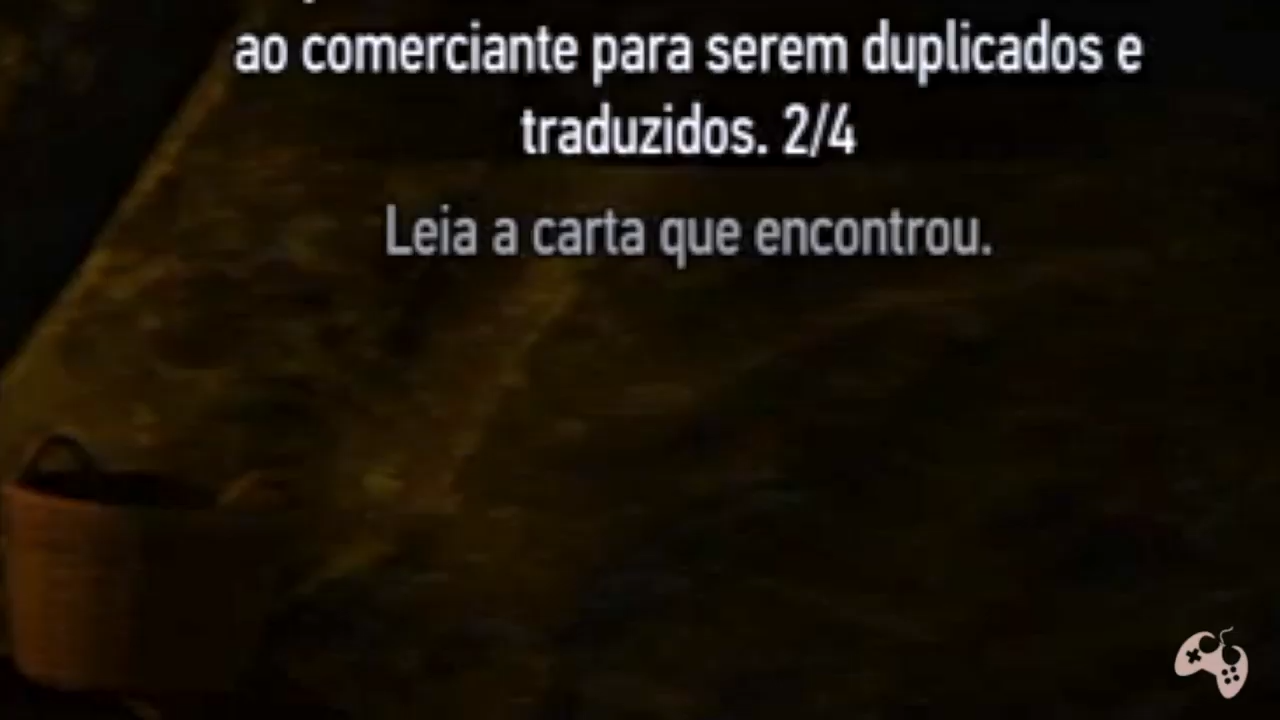 ao comerciante para serem duplicados e
traduzidos. 2/4
Leia a carta que encontrou.